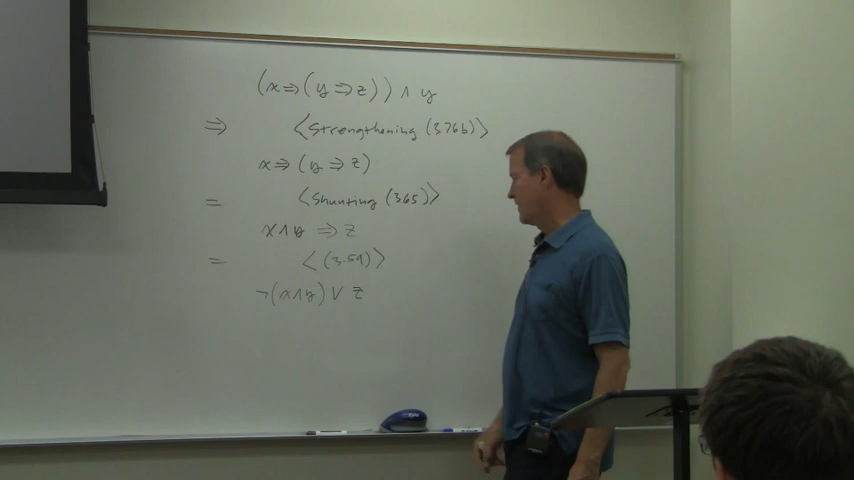 (x ⇒ (y ⇒ z)) ∧ y
⇒ ⟨Strengthening (3.76b)⟩
x ⇒ (y ⇒ z)
= ⟨Shunting (3.65)⟩
x ∧ y ⇒ z
= ⟨(3.59)⟩
¬(x ∧ y) ∨ z